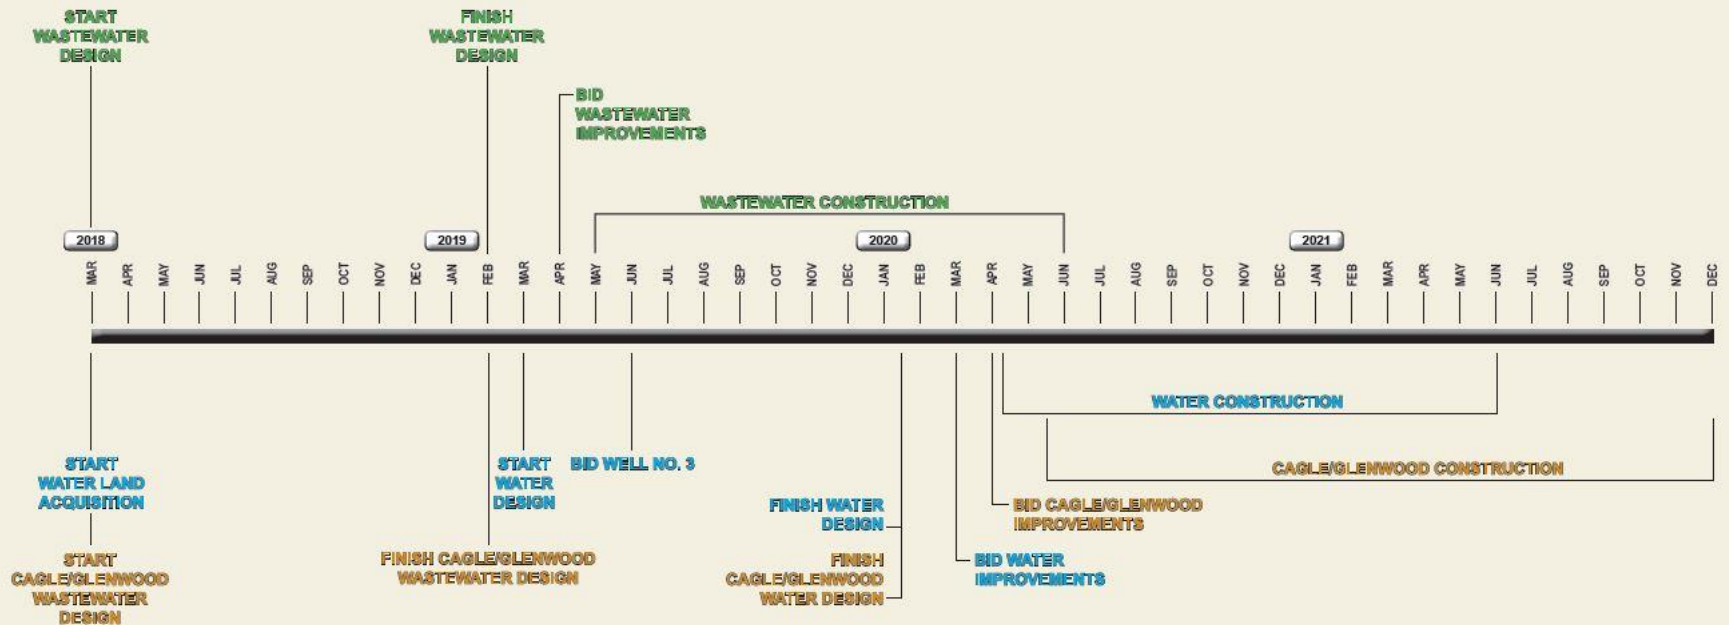 START
WASTEWATER
DESIGN
FINISH
WASTEWATER
DESIGN
BID
WASTEWATER
IMPROVEMENTS
WASTEWATER CONSTRUCTION
2018
2019
2020
2021
MAR
APR
MAY
JUN
JUL
AUG
SEP
OCT
NOV
DEC
JAN
FEB
MAR
APR
MAY
JUN
JUL
AUG
SEP
OCT
NOV
DEC
JAN
FEB
MAR
APR
MAY
JUN
JUL
AUG
SEP
OCT
NOV
DEC
JAN
FEB
MAR
APR
MAY
JUN
JUL
AUG
SEP
OCT
NOV
DEC
WATER CONSTRUCTION
START
WATER LAND
ACQUISITION
START
WATER
DESIGN
BID WELL NO. 3
CAGLE/GLENWOOD CONSTRUCTION
FINISH WATER
DESIGN
BID CAGLE/GLENWOOD
IMPROVEMENTS
START
CAGLE/GLENWOOD
WASTEWATER
DESIGN
FINISH CAGLE/GLENWOOD
WASTEWATER DESIGN
FINISH
CAGLE/GLENWOOD
WATER DESIGN
BID WATER
IMPROVEMENTS